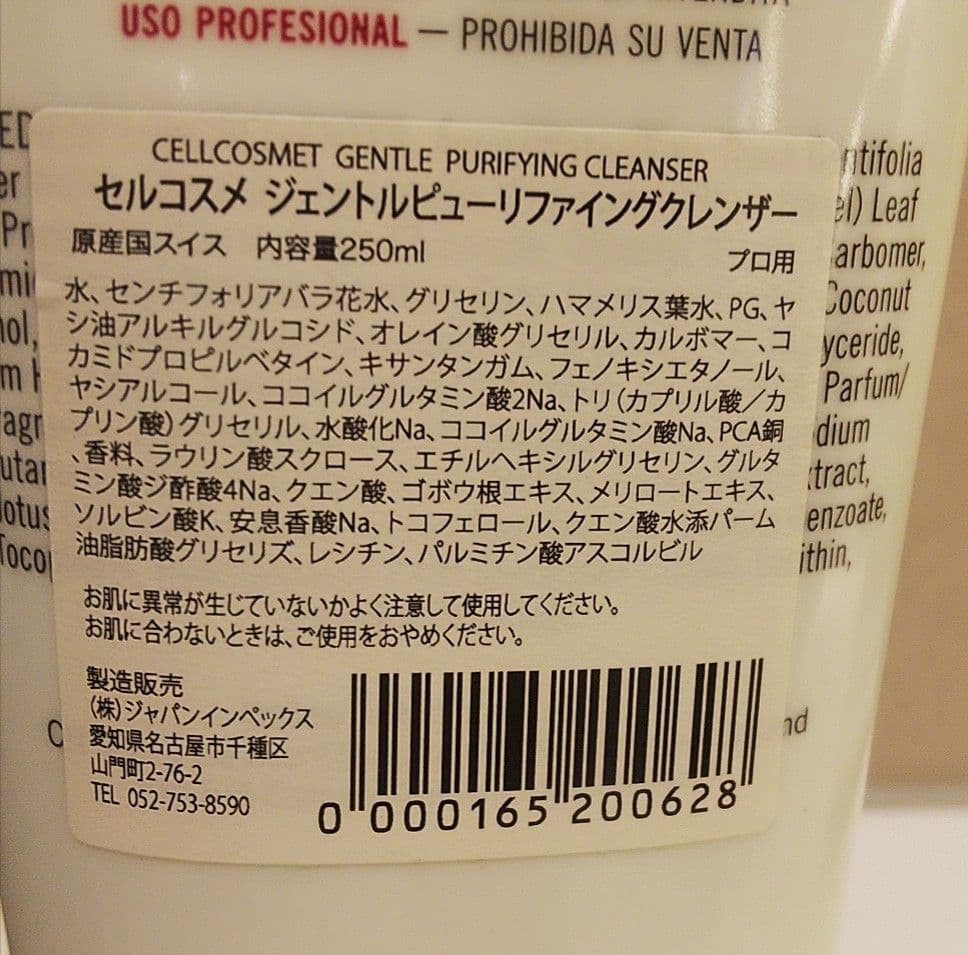 USO PROFESIONAL — PROHIBIDA SU VENTA
CELLCOSMET GENTLE PURIFYING CLEANSER
セルコスメ ジェントルピューリファイングクレンザー
原産国スイス 内容量250ml プロ用
水、センチフォリアバラ花水、グリセリン、ハマメリス葉水、PG、ヤ
シ油アルキルグルコシド、オレイン酸グリセリル、カルボマー、コ
カミドプロピルベタイン、キサンタンガム、フェノキシエタノール、
ヤシアルコール、ココイルグルタミン酸2Na、トリ（カプリル酸／カ
プリン酸）グリセリル、水酸化Na、ココイルグルタミン酸Na、PCA銅
、香料、ラウリン酸スクロース、エチルヘキシルグリセリン、グルタ
ミン酸ジ酢酸4Na、クエン酸、ゴボウ根エキス、メリロートエキス、
ソルビン酸K、安息香酸Na、トコフェロール、クエン酸水添パーム
油脂肪酸グリセリズ、レシチン、パルミチン酸アスコルビル
お肌に異常が生じていないかよく注意して使用してください。
お肌に合わないときは、ご使用をおやめください。
製造販売
(株)ジャパンインペックス
愛知県名古屋市千種区
山門町2-76-2
TEL 052-753-8590
0 000165 200628
ntifolia
el) Leaf
arbomer,
Coconut
yceride,
Parfum/
dium
tract,
enzoate,
ithin,
nd